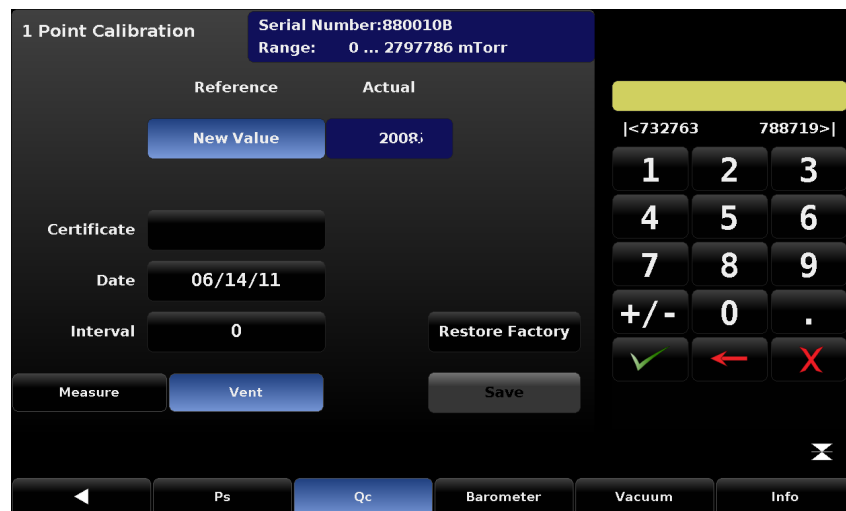 1 Point Calibration
Serial Number:880010B
Range: 0 ... 2797786 mTorr
Reference Actual
New Value
|<732763 788719>|
1 2 3
4 5 6
7 8 9
+/- 0 .
Certificate
Date 06/14/11
Interval 0
Restore Factory
Measure Vent Save
Ps Qc Barometer Vacuum Info